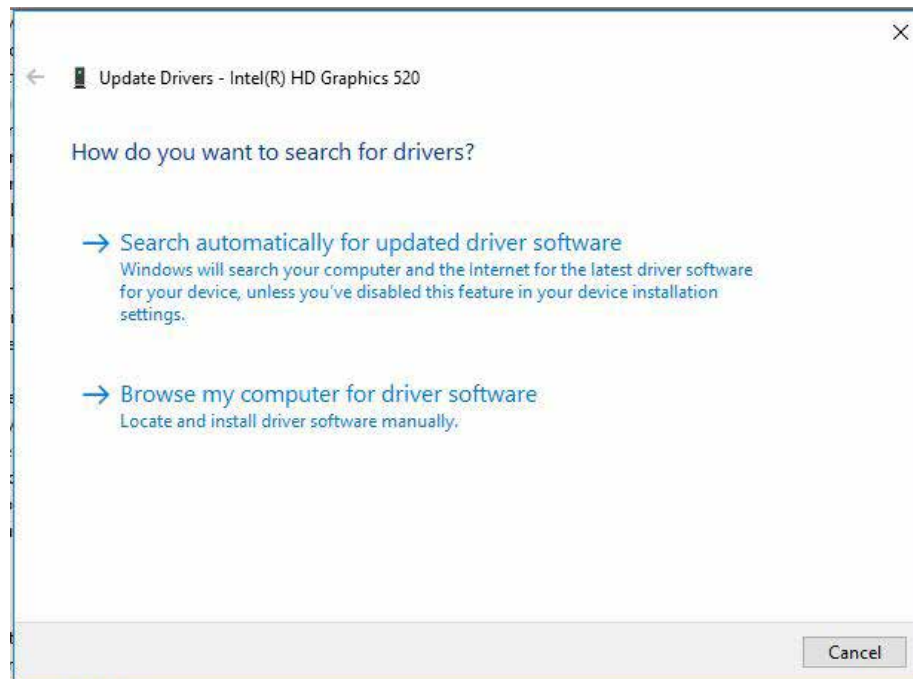 Update Drivers - Intel(R) HD Graphics 520
How do you want to search for drivers?
Search automatically for updated driver software
Windows will search your computer and the Internet for the latest driver software
for your device, unless you've disabled this feature in your device installation
settings.
Browse my computer for driver software
Locate and install driver software manually.
Cancel